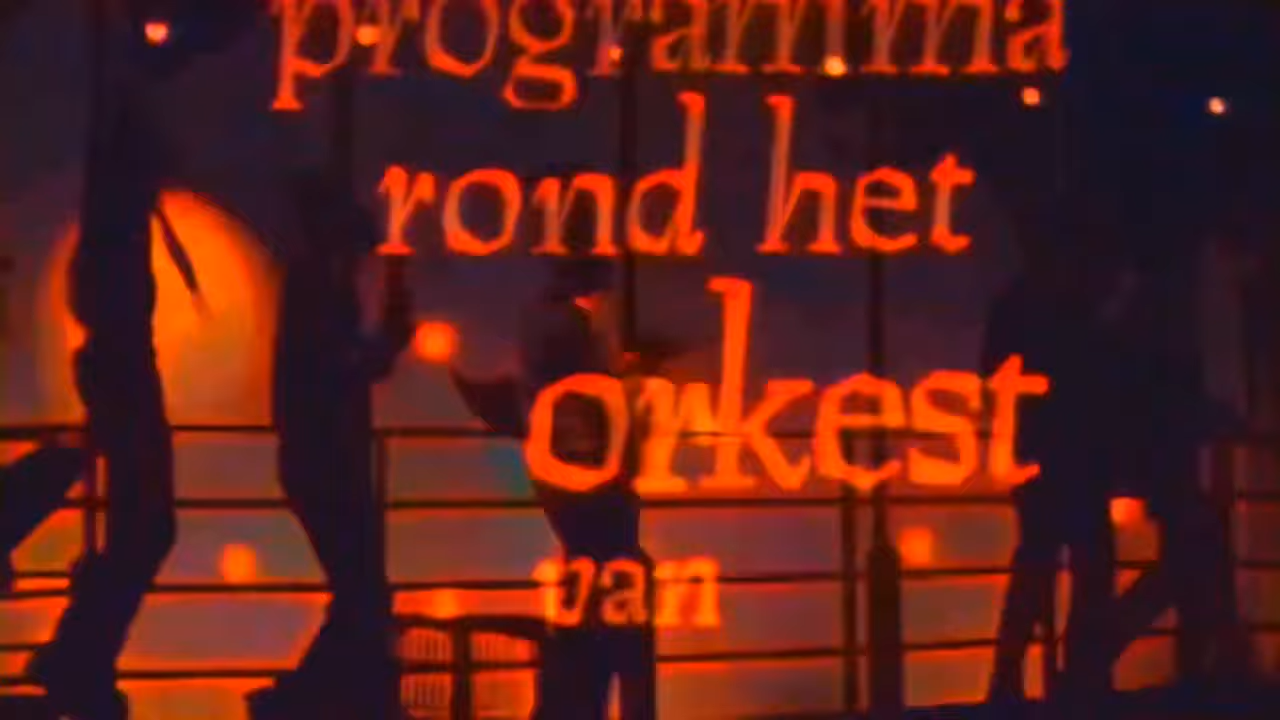 programma
rond het
orkest
van